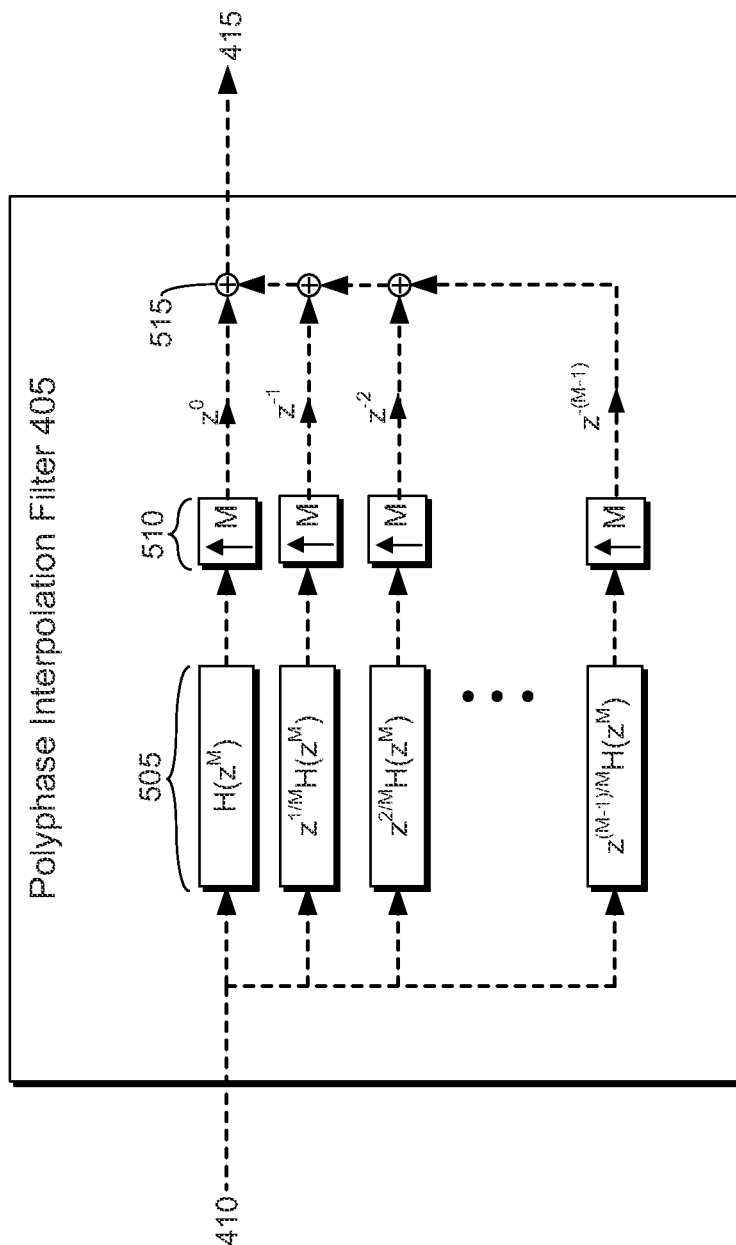 Polyphase Interpolation Filter 405
505
510
515
410
415
H(z^M)
↑ M
z^0
z^1/M H(z^M)
↑ M
z^-1
z^2/M H(z^M)
↑ M
z^-2
• • •
z^(M-1)/M H(z^M)
↑ M
z^-(M-1)